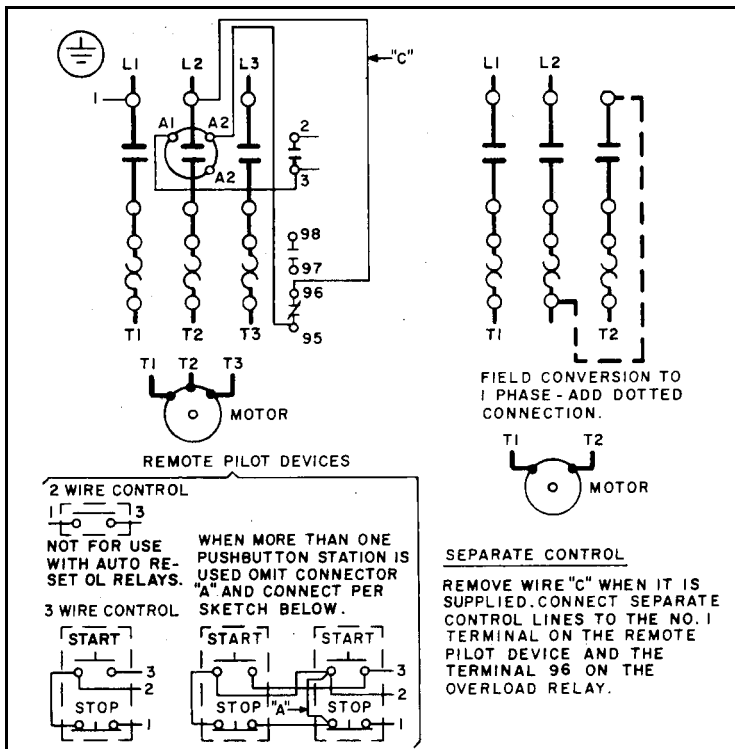 L1 L2 L3
"C"
1
A1 A2
2
A2
3
98
97
96
95
T1 T2 T3
T1 T2 T3
MOTOR
L1 L2
T1 T2
FIELD CONVERSION TO
1 PHASE - ADD DOTTED
CONNECTION.
T1 T2
MOTOR
REMOTE PILOT DEVICES
2 WIRE CONTROL
1 3
NOT FOR USE
WITH AUTO RE-
SET OL RELAYS.
WHEN MORE THAN ONE
PUSHBUTTON STATION IS
USED OMIT CONNECTOR
"A" AND CONNECT PER
SKETCH BELOW.
3 WIRE CONTROL
START
3
2
STOP
1
START START
3
2
"A"
STOP STOP
1
SEPARATE CONTROL
REMOVE WIRE "C" WHEN IT IS
SUPPLIED. CONNECT SEPARATE
CONTROL LINES TO THE NO. 1
TERMINAL ON THE REMOTE
PILOT DEVICE AND THE
TERMINAL 96 ON THE
OVERLOAD RELAY.